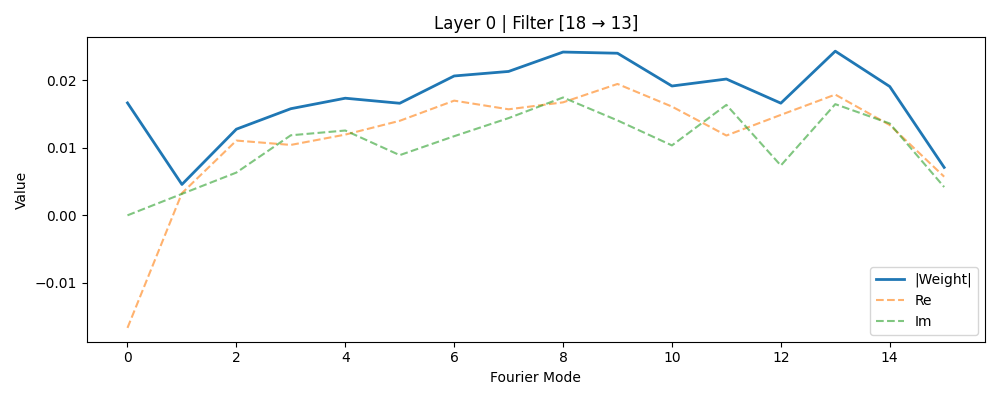 Layer 0 | Filter [18 → 13]
Value
0.02
0.01
0.00
−0.01
|Weight|
Re
Im
0 2 4 6 8 10 12 14
Fourier Mode